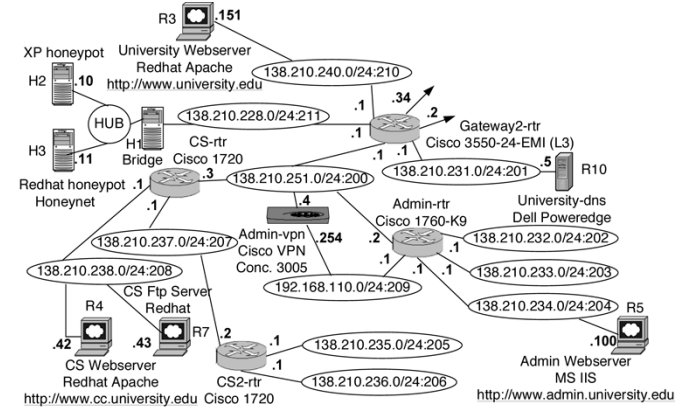 R3
.151
University Webserver
Redhat Apache
http://www.university.edu
XP honeypot
H2
.10
138.210.240.0/24:210
.1
.34
.2
HUB
138.210.228.0/24:211
.1
H1
Bridge
H3
.11
Redhat honeypot
Honeynet
CS-rtr
Cisco 1720
Gateway2-rtr
Cisco 3550-24-EMI (L3)
.1
.1
.1
.3
138.210.251.0/24:200
138.210.231.0/24:201
.5
R10
University-dns
Dell Poweredge
.1
.4
Admin-vpn
Cisco VPN
Conc. 3005
.254
Admin-rtr
Cisco 1760-K9
.2
.1
138.210.232.0/24:202
.1
138.210.233.0/24:203
.1
.1
138.210.237.0/24:207
138.210.238.0/24:208
192.168.110.0/24:209
138.210.234.0/24:204
R5
.100
Admin Webserver
MS IIS
http://www.admin.university.edu
CS Ftp Server
Redhat
R4
.42
R7
.43
CS Webserver
Redhat Apache
http://www.cc.university.edu
.2
.1
138.210.235.0/24:205
.1
138.210.236.0/24:206
CS2-rtr
Cisco 1720